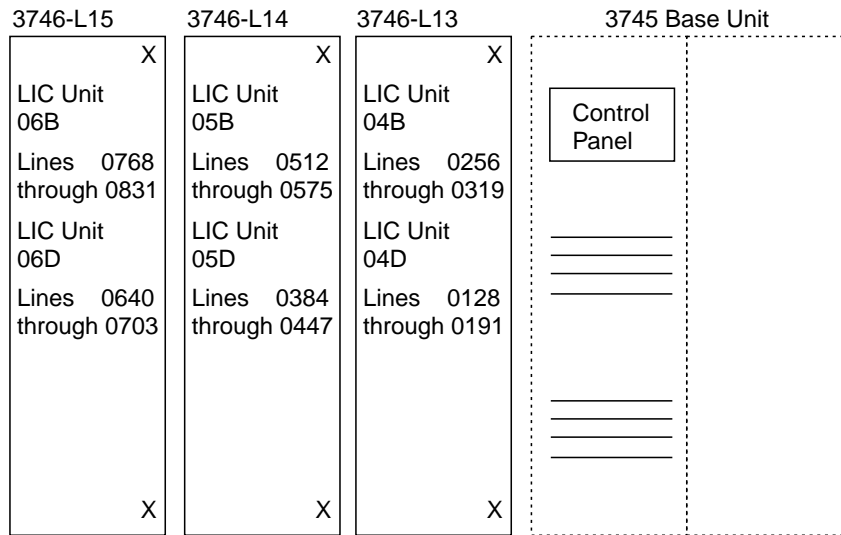 3746-L15
X
LIC Unit
06B
Lines 0768
through 0831
LIC Unit
06D
Lines 0640
through 0703
X
3746-L14
X
LIC Unit
05B
Lines 0512
through 0575
LIC Unit
05D
Lines 0384
through 0447
X
3746-L13
X
LIC Unit
04B
Lines 0256
through 0319
LIC Unit
04D
Lines 0128
through 0191
X
3745 Base Unit
Control
Panel